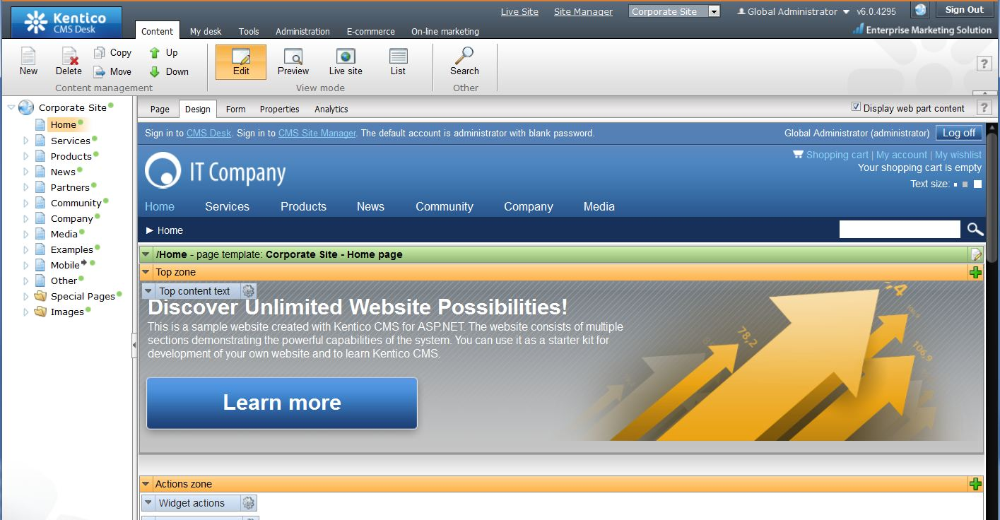 Kentico
CMS Desk
Live Site Site Manager Corporate Site Global Administrator v6.0.4295 Sign Out
Content My desk Tools Administration E-commerce On-line marketing
Enterprise Marketing Solution
New Delete Copy Move Up Down
Content management
Edit Preview Live site List
View mode
Search
Other
?
Corporate Site
Home
Services
Products
News
Partners
Community
Company
Media
Examples
Mobile
Other
Special Pages
Images
Page Design Form Properties Analytics
Display web part content ?
Sign in to CMS Desk. Sign in to CMS Site Manager. The default account is administrator with blank password.
Global Administrator (administrator) Log off
IT Company
Shopping cart | My account | My wishlist
Your shopping cart is empty
Text size:
Home Services Products News Community Company Media
Home
/Home - page template: Corporate Site - Home page
Top zone
Top content text
Discover Unlimited Website Possibilities!
This is a sample website created with Kentico CMS for ASP.NET. The website consists of multiple
sections demonstrating the powerful capabilities of the system. You can use it as a starter kit for
development of your own website and to learn Kentico CMS.
Learn more
78,2
106,9
106,9
Actions zone
Widget actions